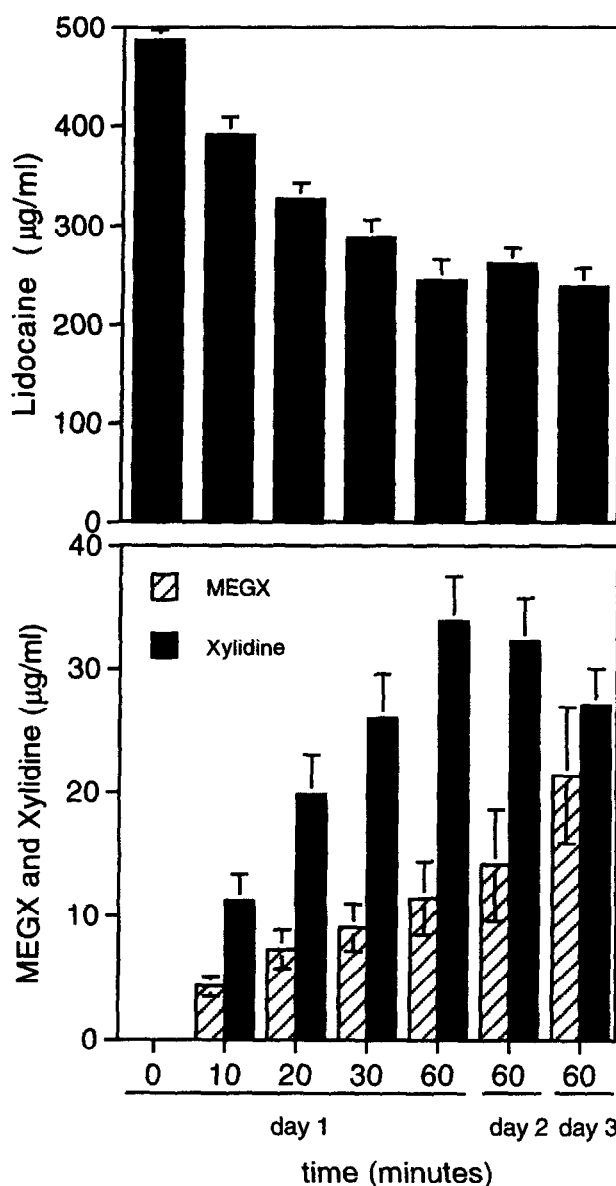 500
400
300
200
100
0
Lidocaine (µg/ml)
40
30
20
10
0
MEGX and Xylidine (µg/ml)
MEGX
Xylidine
0 10 20 30 60 60 60
day 1 day 2 day 3
time (minutes)